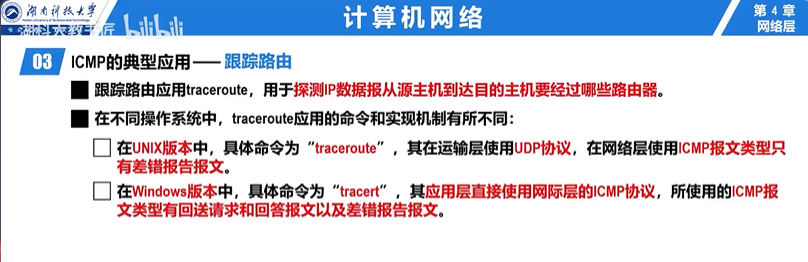 湖南科技大学
计算机网络
第 4 章
网络层
湖科大教书匠 bilibili
03 ICMP的典型应用——跟踪路由
跟踪路由应用traceroute，用于探测IP数据报从源主机到达目的主机要经过哪些路由器。
在不同操作系统中，traceroute应用的命令和实现机制有所不同：
在UNIX版本中，具体命令为“traceroute”，其在运输层使用UDP协议，在网络层使用ICMP报文类型只
有差错报告报文。
在Windows版本中，具体命令为“tracert”，其应用层直接使用网际层的ICMP协议，所使用的ICMP报
文类型有回送请求和回答报文以及差错报告报文。